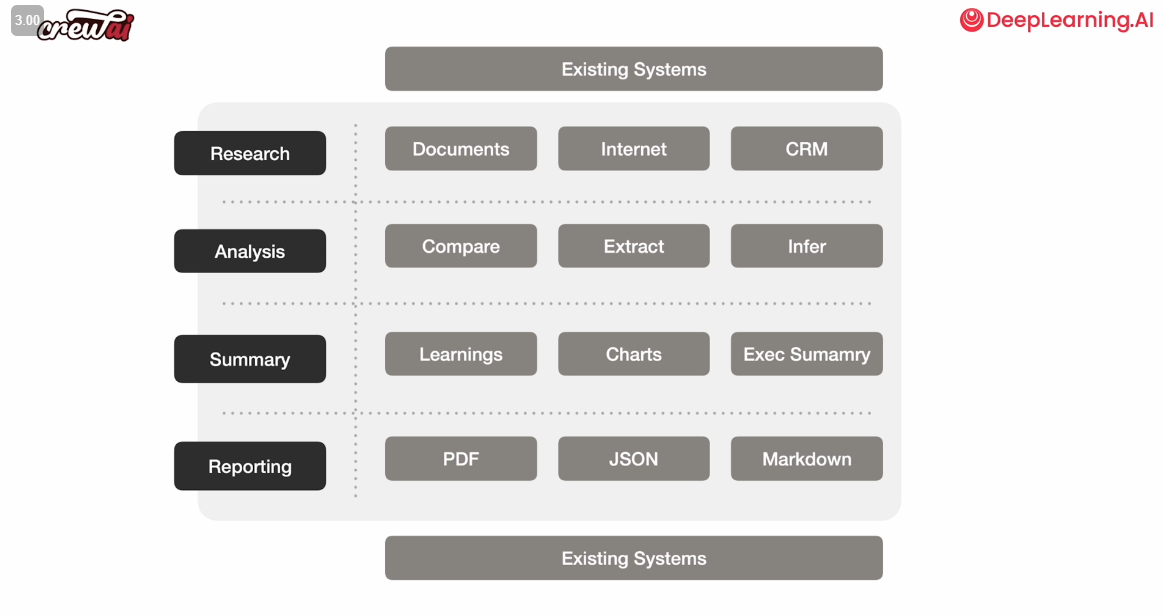 3.00
crewai
DeepLearning.AI
Existing Systems
Research
Documents
Internet
CRM
Analysis
Compare
Extract
Infer
Summary
Learnings
Charts
Exec Sumamry
Reporting
PDF
JSON
Markdown
Existing Systems